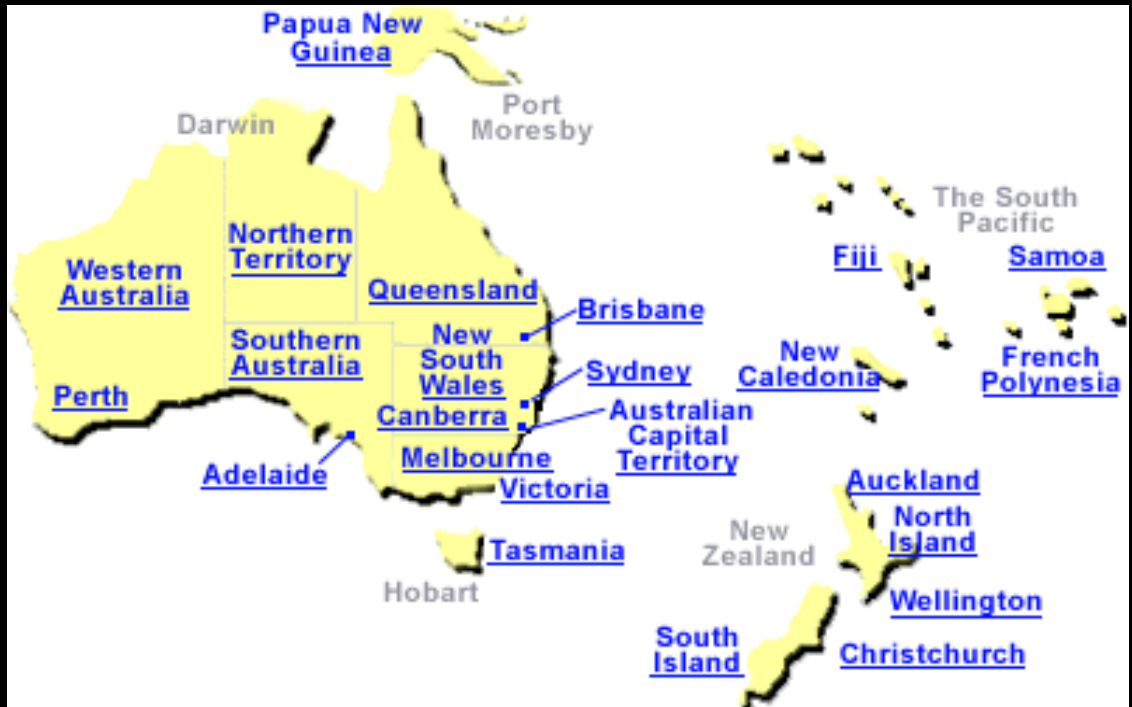 Papua New
Guinea
Port
Moresby
Darwin
The South
Pacific
Northern
Territory
Fiji
Samoa
Western
Australia
Queensland
Brisbane
New
South
Wales
Southern
Australia
Sydney
New
Caledonia
French
Polynesia
Perth
Canberra
Australian
Capital
Territory
Melbourne
Adelaide
Victoria
Auckland
North
Island
New
Zealand
Tasmania
Hobart
Wellington
South
Island
Christchurch